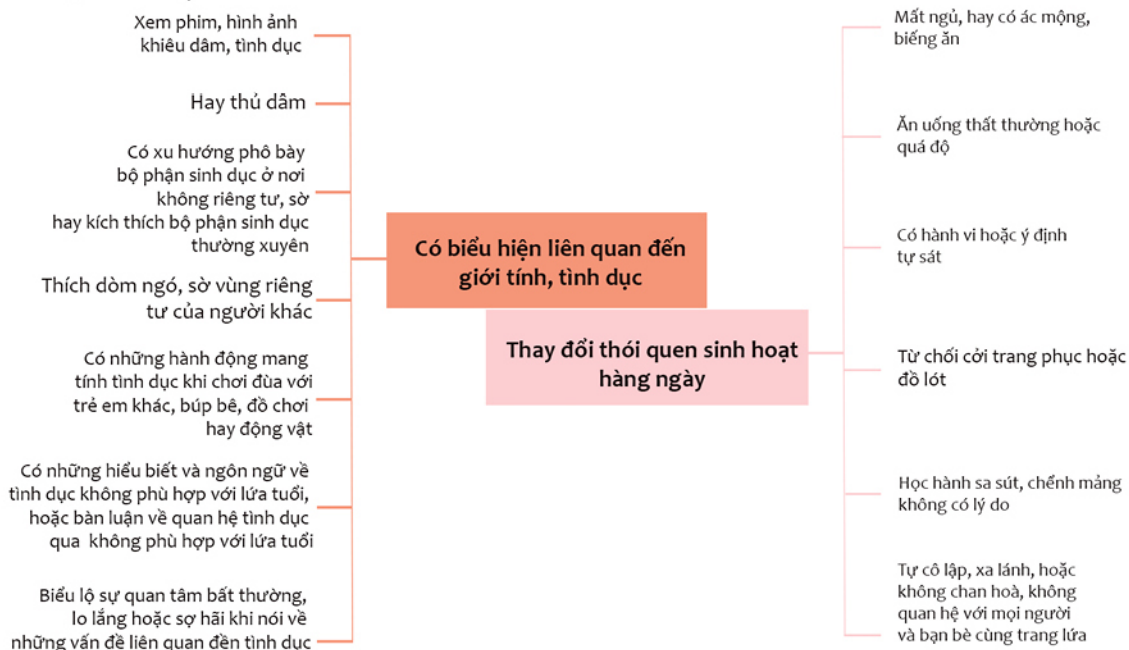 Xem phim, hình ảnh
khiêu dâm, tình dục
Hay thủ dâm
Có xu hướng phô bày
bộ phận sinh dục ở nơi
không riêng tư, sờ
hay kích thích bộ phận sinh dục
thường xuyên
Thích dòm ngó, sờ vùng riêng
tư của người khác
Có những hành động mang
tính tình dục khi chơi đùa với
trẻ em khác, búp bê, đồ chơi
hay động vật
Có những hiểu biết và ngôn ngữ về
tình dục không phù hợp với lứa tuổi,
hoặc bàn luận về quan hệ tình dục
qua không phù hợp với lứa tuổi
Biểu lộ sự quan tâm bất thường,
lo lắng hoặc sợ hãi khi nói về
những vấn đề liên quan đền tình dục
Có biểu hiện liên quan đến
giới tính, tình dục
Thay đổi thói quen sinh hoạt
hàng ngày
Mất ngủ, hay có ác mộng,
biếng ăn
Ăn uống thất thường hoặc
quá độ
Có hành vi hoặc ý định
tự sát
Từ chối cởi trang phục hoặc
đồ lót
Học hành sa sút, chểnh mảng
không có lý do
Tự cô lập, xa lánh, hoặc
không chan hoà, không
quan hệ với mọi người
và bạn bè cùng trang lứa